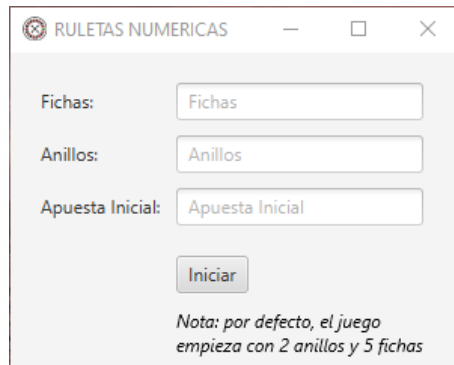 RULETAS NUMERICAS
Fichas: Fichas
Anillos: Anillos
Apuesta Inicial: Apuesta Inicial
Iniciar
Nota: por defecto, el juego
empieza con 2 anillos y 5 fichas